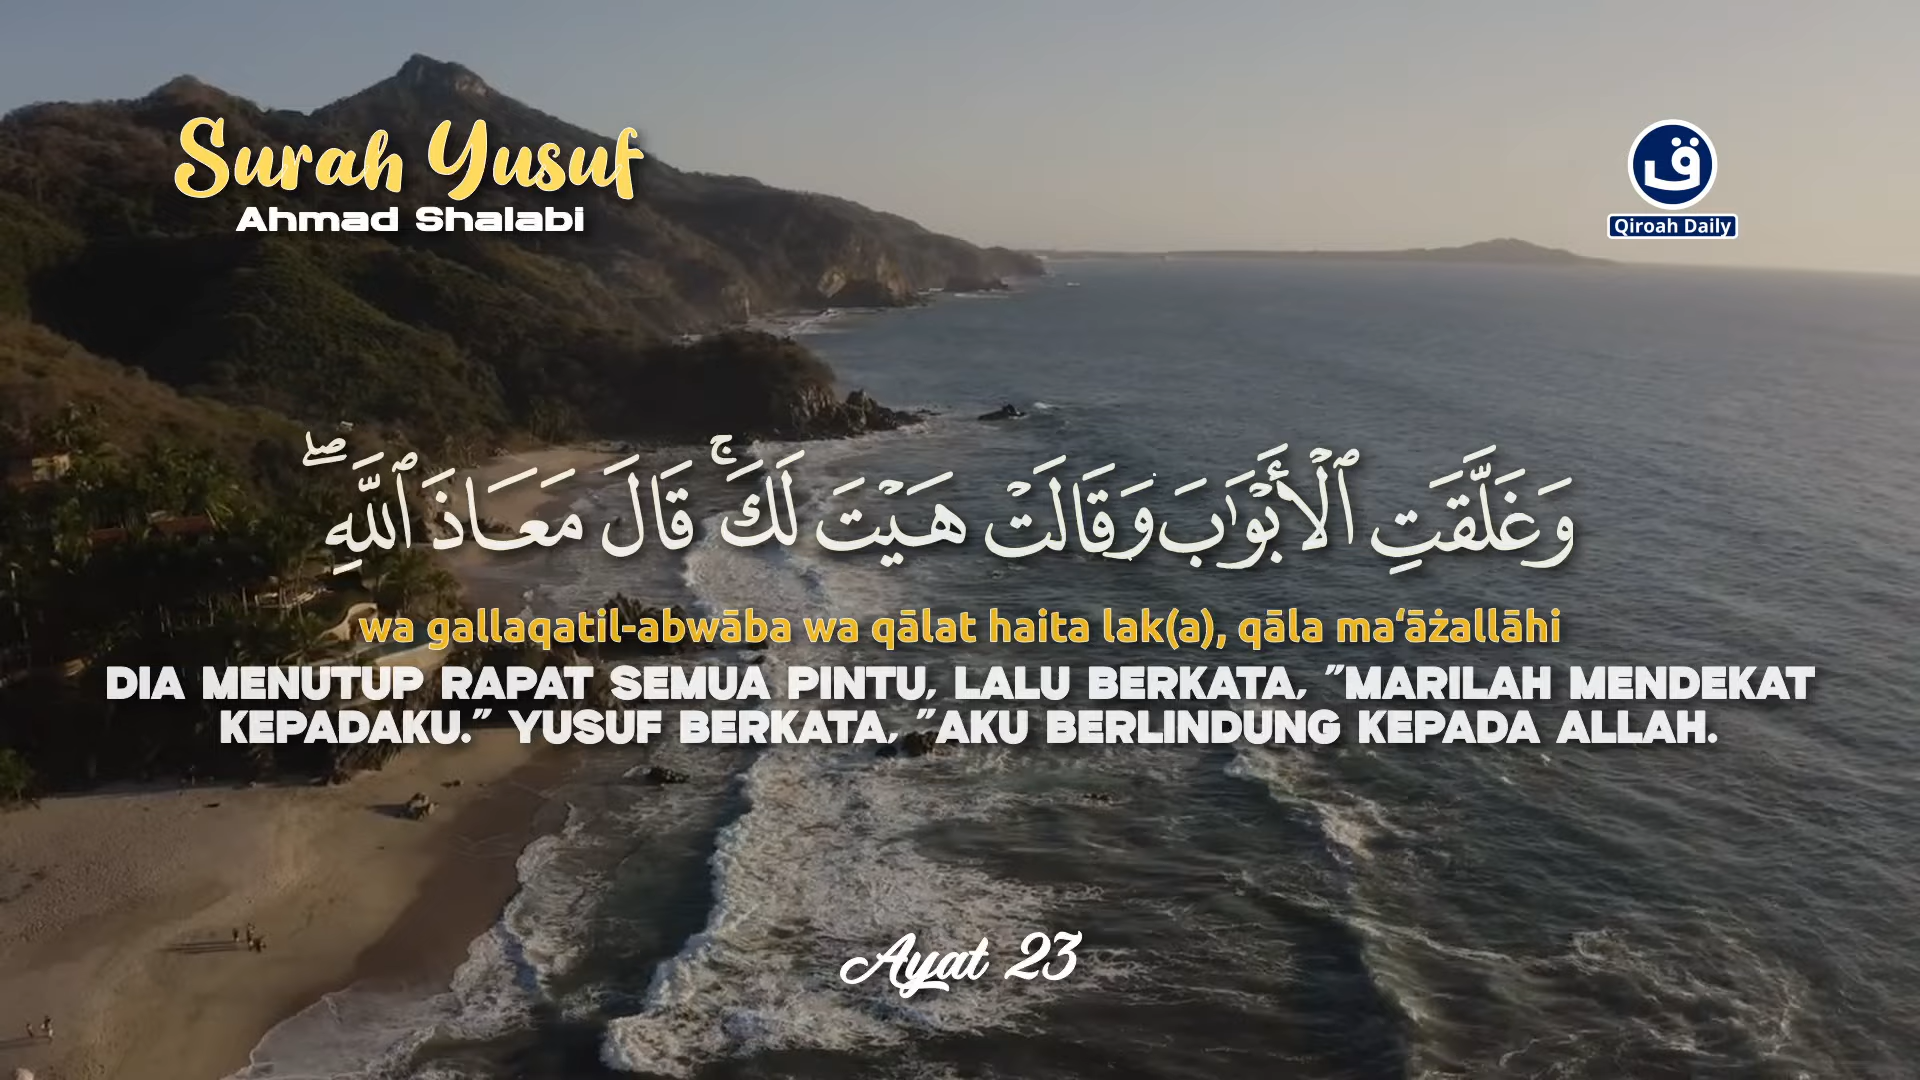 Surah Yusuf
Ahmad Shalabi
ق
Qiroah Daily
وَغَلَّقَتِ ٱلْأَبْوَٰبَ وَقَالَتْ هَيْتَ لَكَ ۚ قَالَ مَعَاذَ ٱللَّهِ ۖ
wa gallaqatil-abwāba wa qālat haita lak(a), qāla ma‘āżallāhi
DIA MENUTUP RAPAT SEMUA PINTU, LALU BERKATA, "MARILAH MENDEKAT
KEPADAKU." YUSUF BERKATA, "AKU BERLINDUNG KEPADA ALLAH.
Ayat 23